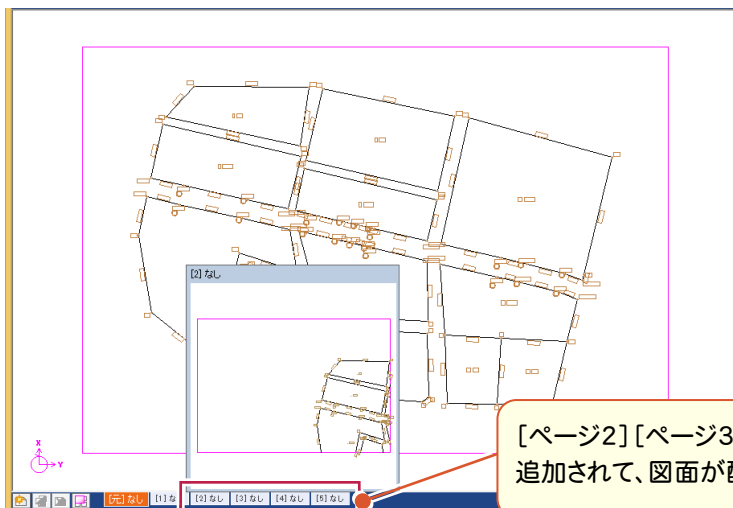 [2] なし
X
Y
[ページ2] [ページ3
追加されて、図面が
[元] なし [1] な [2] なし [3] なし [4] なし [5] なし